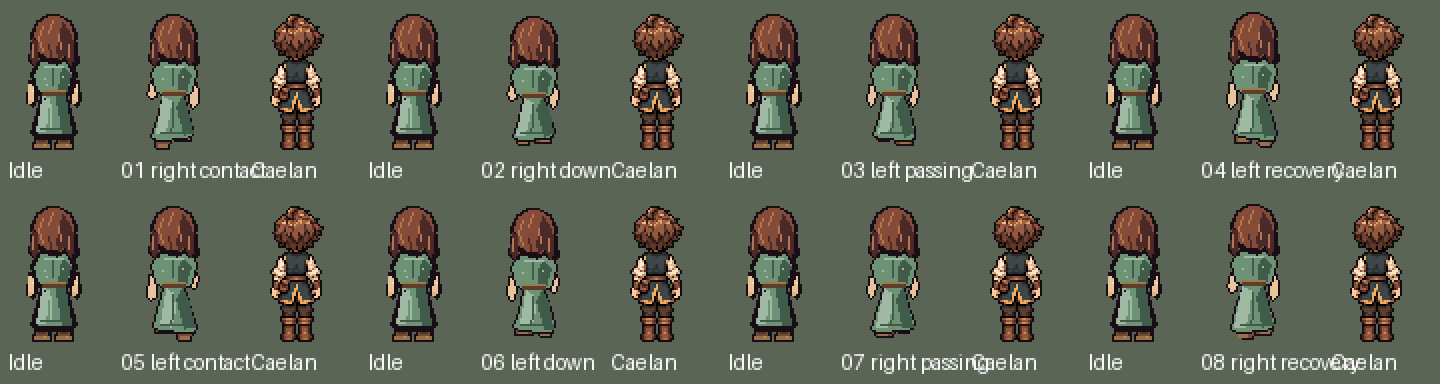 Idle 01 right contact Caelan Idle 02 right down Caelan Idle 03 left passing Caelan Idle 04 left recovery Caelan
Idle 05 left contact Caelan Idle 06 left down Caelan Idle 07 right passing Caelan Idle 08 right recovery Caelan